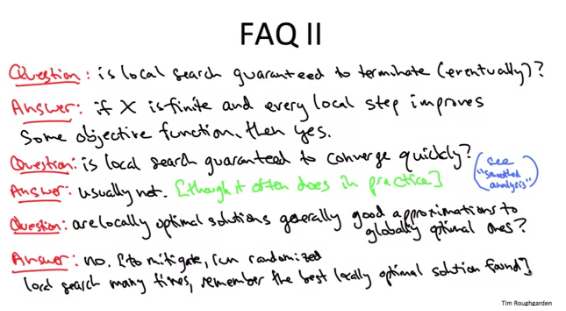 FAQ II
Question: is local search guaranteed to terminate (eventually)?
Answer: if X is finite and every local step improves
some objective function, then yes.
Question: is local search guaranteed to converge quickly?
Answer: usually not. [though it often does in practice]
(see
"smoothed
analysis")
Question: are locally optimal solutions generally good approximations to
globally optimal ones?
Answer: no. [to mitigate, run randomized
local search many times, remember the best locally optimal solution found]
Tim Roughgarden